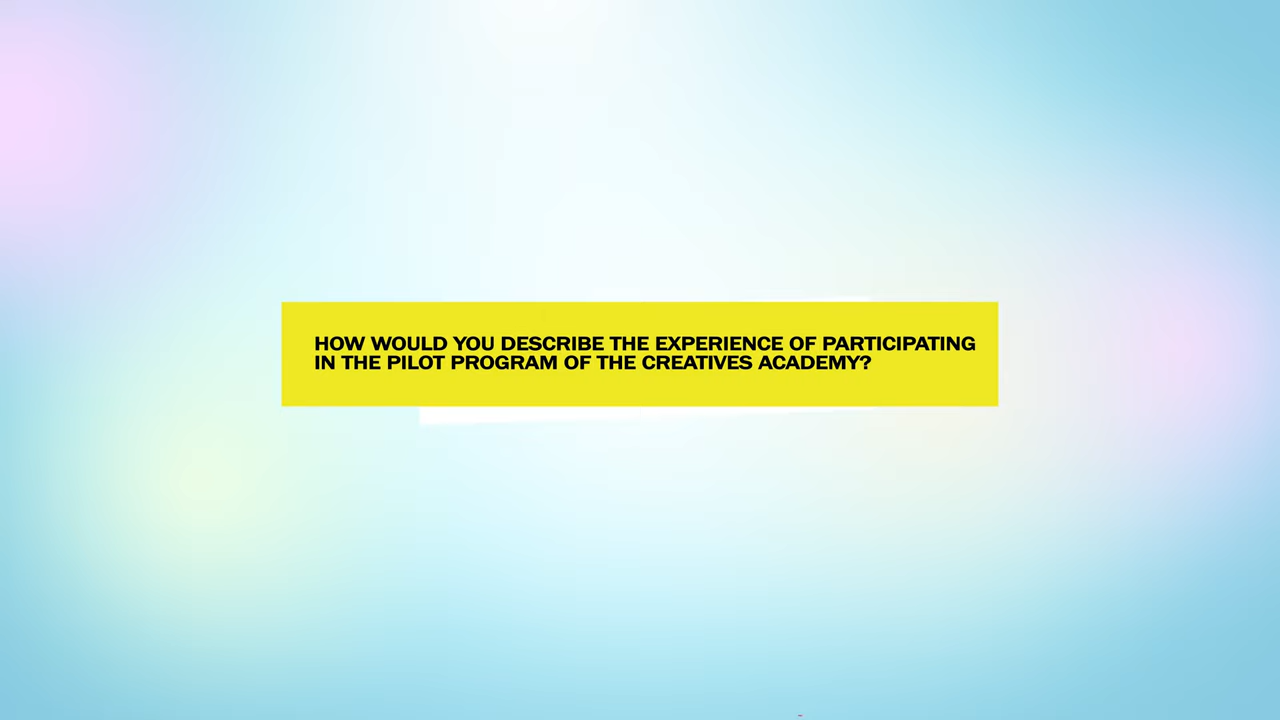 HOW WOULD YOU DESCRIBE THE EXPERIENCE OF PARTICIPATING
IN THE PILOT PROGRAM OF THE CREATIVES ACADEMY?